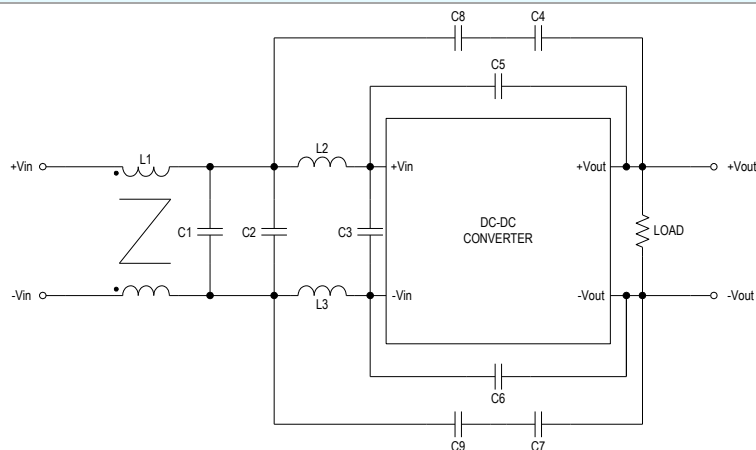 C8
C4
C5
L1
L2
+Vin
+Vin
+Vout
+Vout
C1
C2
C3
DC-DC
CONVERTER
LOAD
-Vin
L3
-Vin
-Vout
-Vout
C6
C9
C7